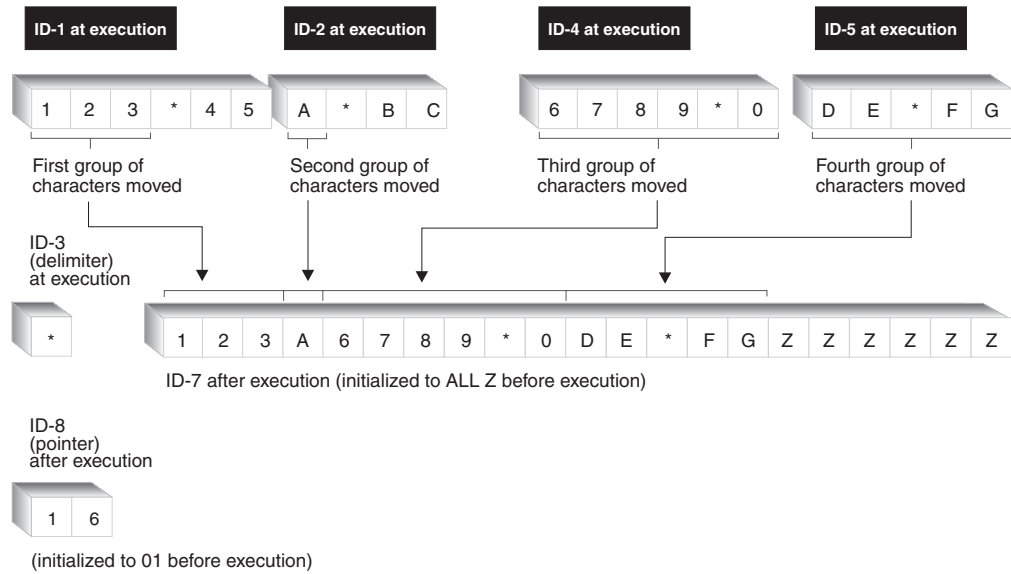 ID-1 at execution
ID-2 at execution
ID-4 at execution
ID-5 at execution
1 2 3 * 4 5
A * B C
6 7 8 9 * 0
D E * F G
First group of
characters moved
Second group of
characters moved
Third group of
characters moved
Fourth group of
characters moved
ID-3
(delimiter)
at execution
*
1 2 3 A 6 7 8 9 * 0 D E * F G Z Z Z Z Z Z
ID-7 after execution (initialized to ALL Z before execution)
ID-8
(pointer)
after execution
1 6
(initialized to 01 before execution)